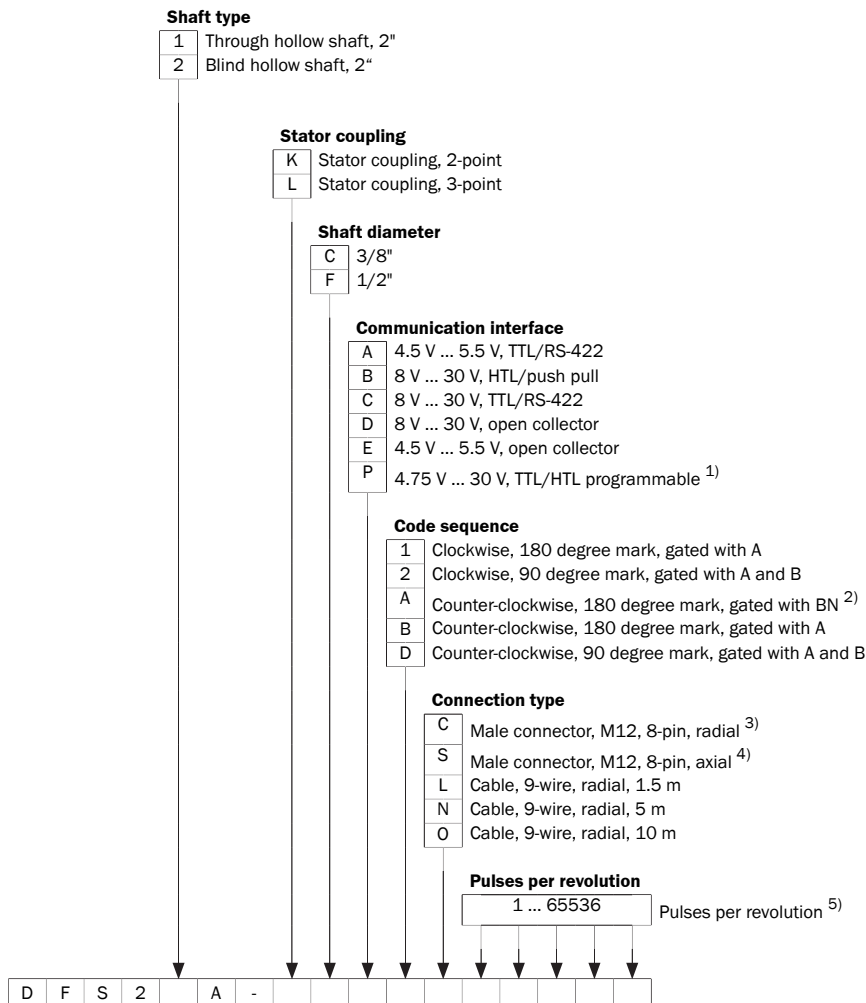 Shaft type
1 Through hollow shaft, 2"
2 Blind hollow shaft, 2“
Stator coupling
K Stator coupling, 2-point
L Stator coupling, 3-point
Shaft diameter
C 3/8"
F 1/2"
Communication interface
A 4.5 V ... 5.5 V, TTL/RS-422
B 8 V ... 30 V, HTL/push pull
C 8 V ... 30 V, TTL/RS-422
D 8 V ... 30 V, open collector
E 4.5 V ... 5.5 V, open collector
P 4.75 V ... 30 V, TTL/HTL programmable 1)
Code sequence
1 Clockwise, 180 degree mark, gated with A
2 Clockwise, 90 degree mark, gated with A and B
A Counter-clockwise, 180 degree mark, gated with BN 2)
B Counter-clockwise, 180 degree mark, gated with A
D Counter-clockwise, 90 degree mark, gated with A and B
Connection type
C Male connector, M12, 8-pin, radial 3)
S Male connector, M12, 8-pin, axial 4)
L Cable, 9-wire, radial, 1.5 m
N Cable, 9-wire, radial, 5 m
O Cable, 9-wire, radial, 10 m
Pulses per revolution
1 ... 65536 Pulses per revolution 5)
D F S 2 A -